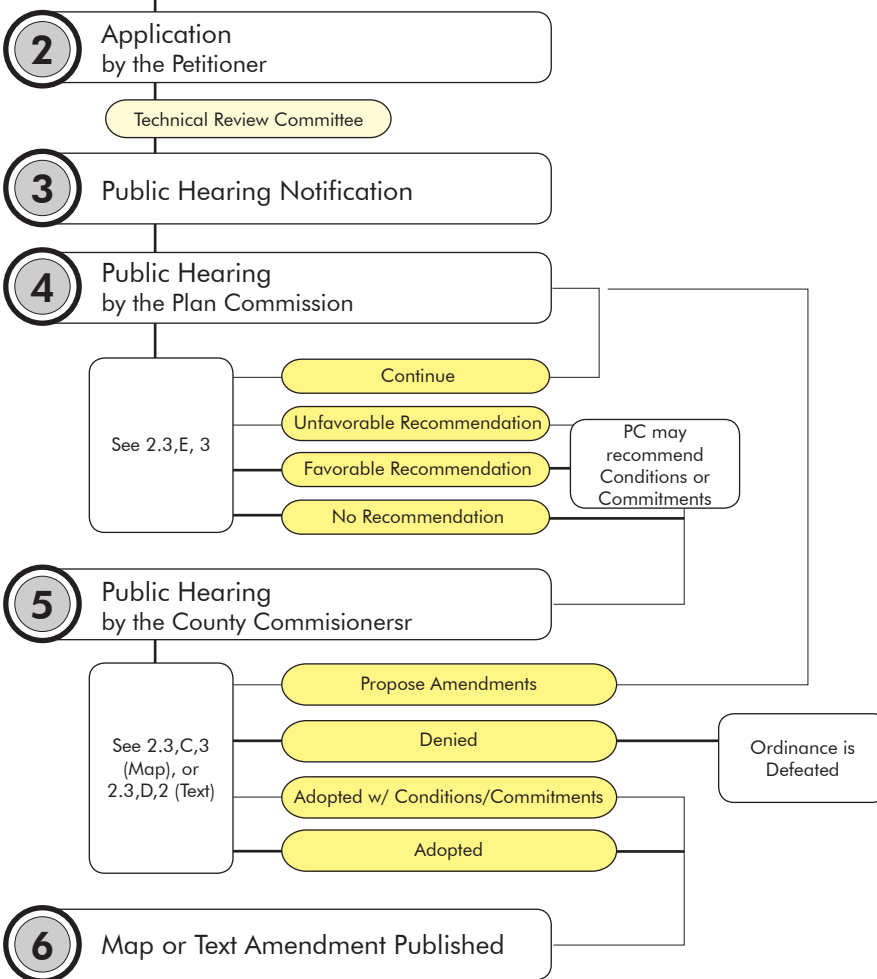 2
Application
by the Petitioner
Technical Review Committee
3
Public Hearing Notification
4
Public Hearing
by the Plan Commission
See 2.3,E, 3
Continue
Unfavorable Recommendation
Favorable Recommendation
No Recommendation
PC may
recommend
Conditions or
Commitments
5
Public Hearing
by the County Commisionersr
See 2.3,C,3
(Map), or
2.3,D,2 (Text)
Propose Amendments
Denied
Adopted w/ Conditions/Commitments
Adopted
Ordinance is
Defeated
6
Map or Text Amendment Published